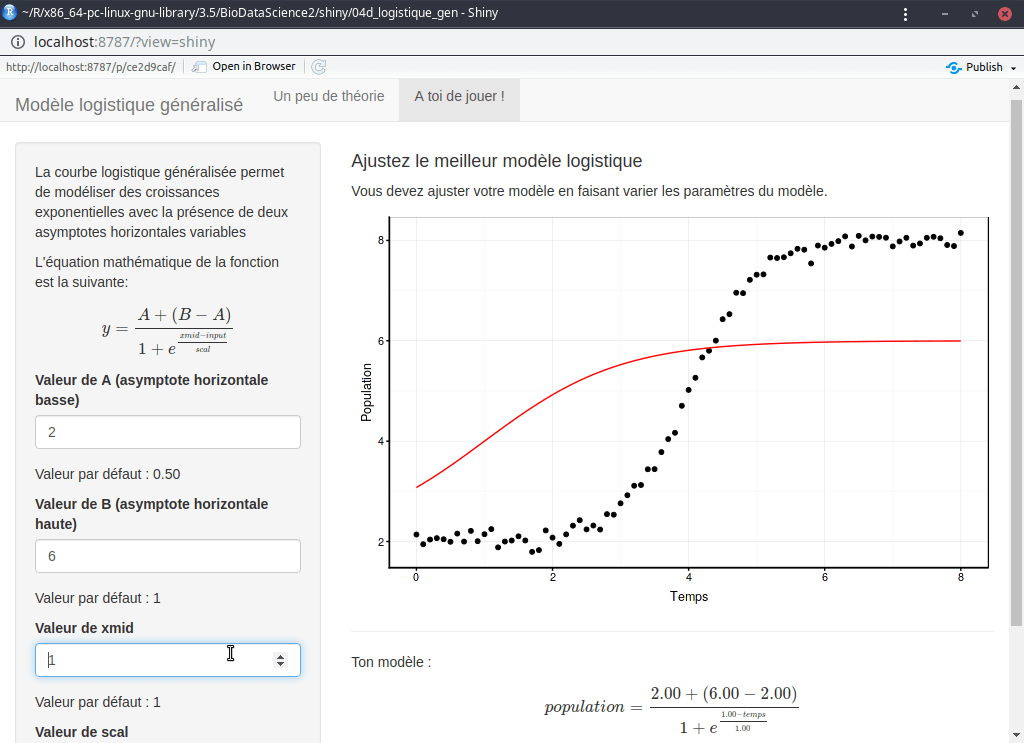 ~/R/x86_64-pc-linux-gnu-library/3.5/BioDataScience2/shiny/04d_logistique_gen - Shiny
localhost:8787/?view=shiny
http://localhost:8787/p/ce2d9caf/ Open in Browser Publish
Modèle logistique généralisé Un peu de théorie A toi de jouer !
La courbe logistique généralisée permet
de modéliser des croissances
exponentielles avec la présence de deux
asymptotes horizontales variables
L'équation mathématique de la fonction
est la suivante:
y = A + (B − A) / 1 + e^(xmid−input / scal)
Valeur de A (asymptote horizontale
basse)
2
Valeur par défaut : 0.50
Valeur de B (asymptote horizontale
haute)
6
Valeur par défaut : 1
Valeur de xmid
1
Valeur par défaut : 1
Valeur de scal
Ajustez le meilleur modèle logistique
Vous devez ajuster votre modèle en faisant varier les paramètres du modèle.
Population
8
6
4
2
0 2 4 6 8
Temps
Ton modèle :
population = 2.00 + (6.00 − 2.00) / 1 + e^(1.00−temps / 1.00)